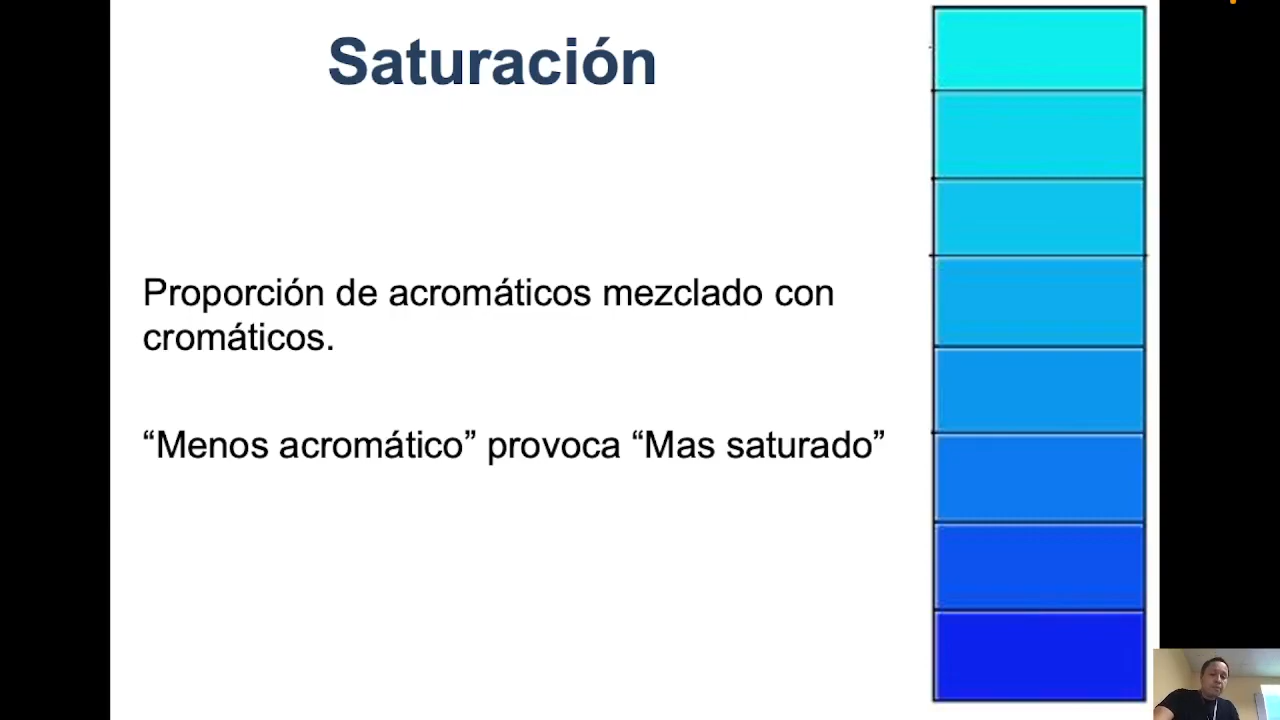 Saturación
Proporción de acromáticos mezclado con
cromáticos.
“Menos acromático” provoca “Mas saturado”